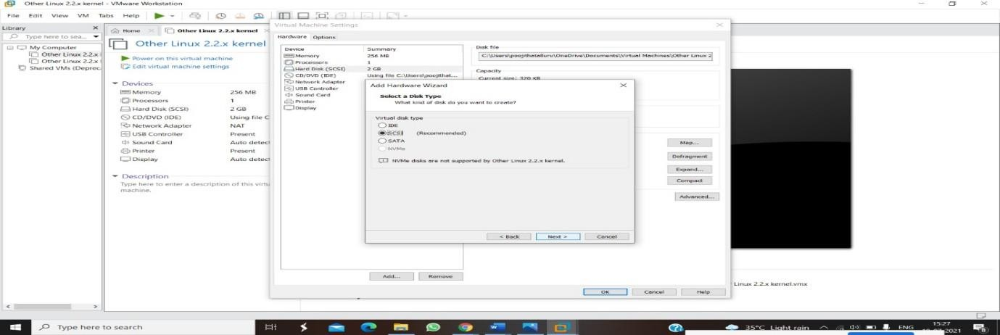 Other Linux 2.2.x kernel - VMware Workstation
File Edit View VM Tabs Help
Library
Type here to sea...
My Computer
Other Linux 2.2.x
Other Linux 2.2.x
Shared VMs (Deprec
Home
Other Linux 2.2.x kernel
Other Linux 2.2.x kernel
Power on this virtual machine
Edit virtual machine settings
Devices
Memory 256 MB
Processors 1
Hard Disk (SCSI) 2 GB
CD/DVD (IDE) Using file C
Network Adapter NAT
USB Controller Present
Sound Card Auto detec
Printer Present
Display Auto detec
Description
Type here to enter a description of this virtu
machine.
Virtual Machine Settings
Hardware Options
Device Summary
Memory 256 MB
Processors 1
Hard Disk (SCSI) 2 GB
CD/DVD (IDE) Using file C:\Users\poojithat...
Network Adapter
USB Controller
Sound Card
Printer
Display
Add... Remove
Disk file
C:\Users\poojithatalluru\OneDrive\Documents\Virtual Machines\Other Linux 2
Capacity
Current size: 320 KB
Map...
Defragment
Expand...
Compact
Advanced...
OK Cancel Help
Add Hardware Wizard
Select a Disk Type
What kind of disk do you want to create?
Virtual disk type
IDE
SCSI (Recommended)
SATA
NVMe
NVMe disks are not supported by Other Linux 2.2.x kernel.
< Back Next > Cancel
Linux 2.2.x kernel.vmx
Type here to search
35°C Light rain
ENG
15:27